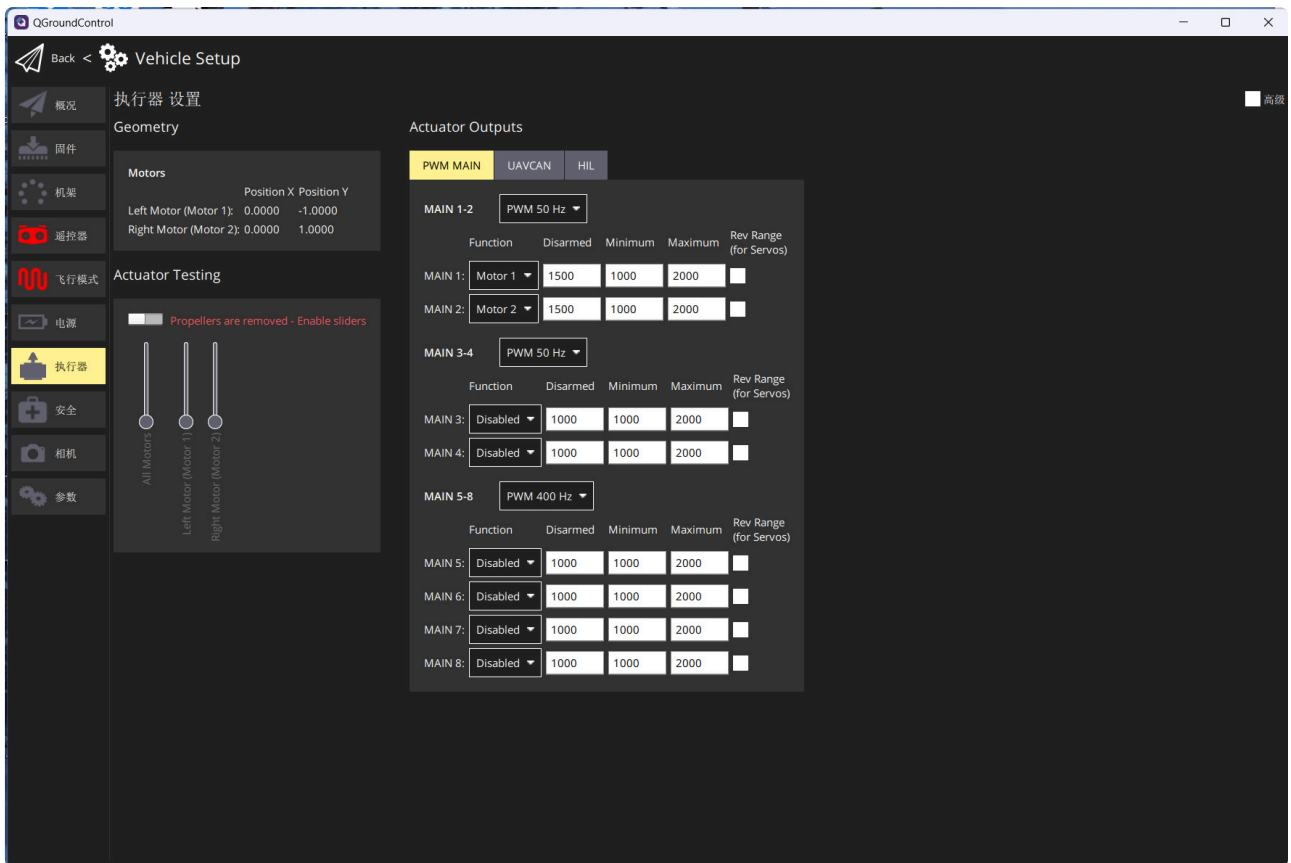 QGroundControl
Back < Vehicle Setup
概况
固件
机架
遥控器
飞行模式
电源
执行器
安全
相机
参数
执行器 设置
高级
Geometry
Motors
Position X Position Y
Left Motor (Motor 1): 0.0000 -1.0000
Right Motor (Motor 2): 0.0000 1.0000
Actuator Testing
Propellers are removed - Enable sliders
All Motors
Left Motor (Motor 1)
Right Motor (Motor 2)
Actuator Outputs
PWM MAIN UAVCAN HIL
MAIN 1-2 PWM 50 Hz
Function Disarmed Minimum Maximum Rev Range (for Servos)
MAIN 1: Motor 1 1500 1000 2000
MAIN 2: Motor 2 1500 1000 2000
MAIN 3-4 PWM 50 Hz
Function Disarmed Minimum Maximum Rev Range (for Servos)
MAIN 3: Disabled 1000 1000 2000
MAIN 4: Disabled 1000 1000 2000
MAIN 5-8 PWM 400 Hz
Function Disarmed Minimum Maximum Rev Range (for Servos)
MAIN 5: Disabled 1000 1000 2000
MAIN 6: Disabled 1000 1000 2000
MAIN 7: Disabled 1000 1000 2000
MAIN 8: Disabled 1000 1000 2000